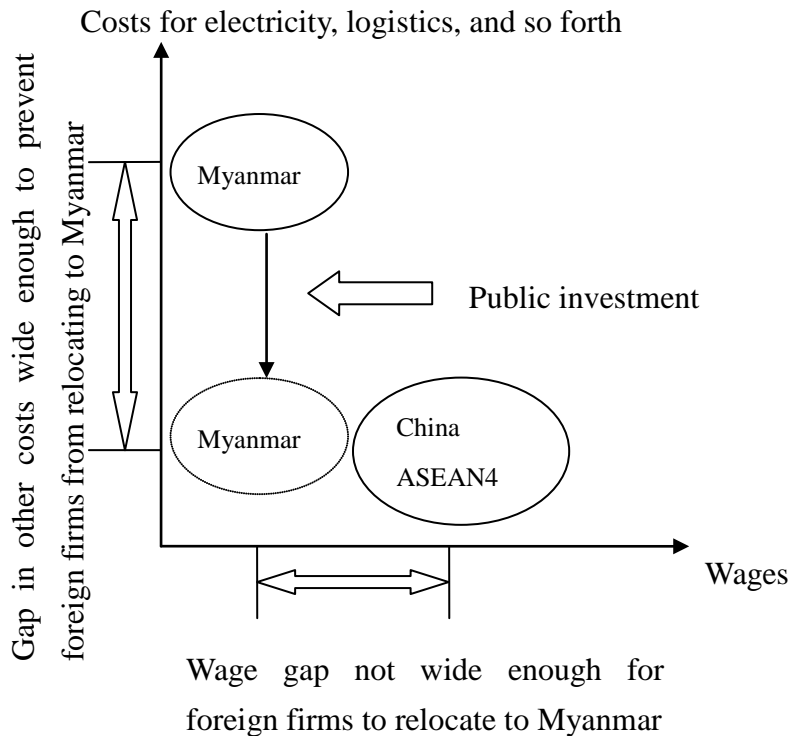 Costs for electricity, logistics, and so forth
Gap in other costs wide enough to prevent
foreign firms from relocating to Myanmar
Myanmar
Public investment
Myanmar
China
ASEAN4
Wages
Wage gap not wide enough for
foreign firms to relocate to Myanmar